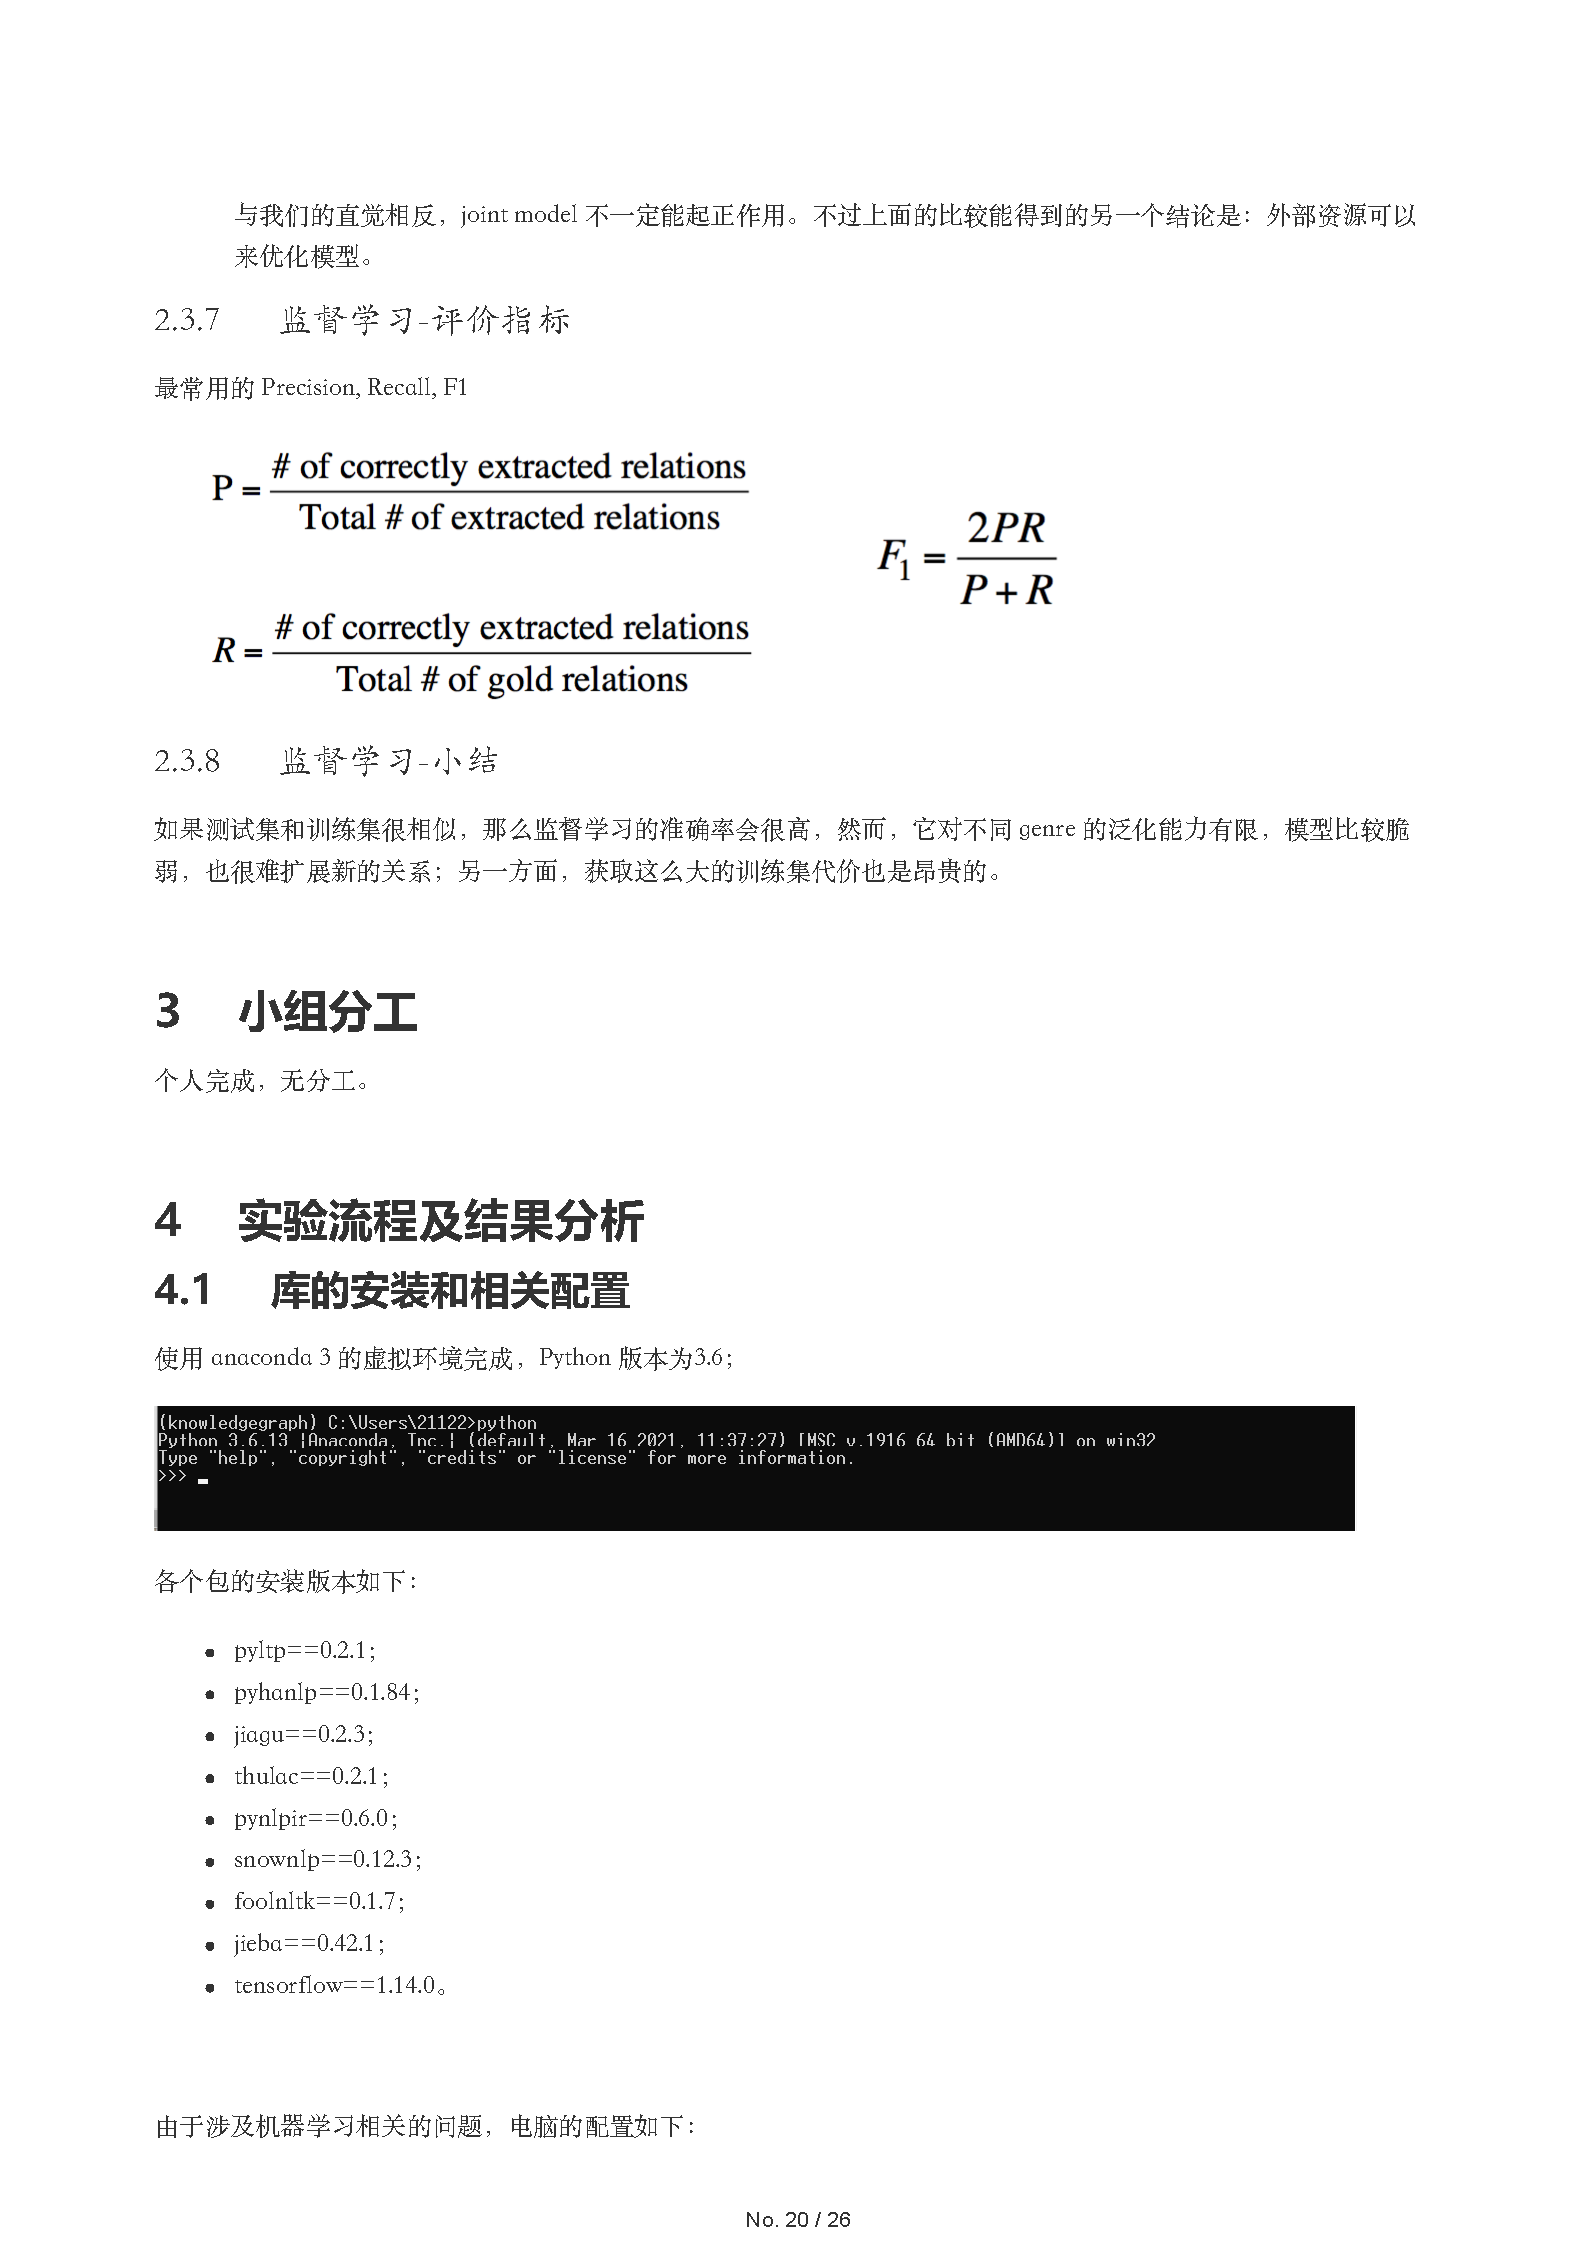 与我们的直觉相反，joint model 不一定能起正作用。不过上面的比较能得到的另一个结论是：外部资源可以
来优化模型。
2.3.7 监督学习-评价指标
最常用的 Precision, Recall, F1
P = # of correctly extracted relations / Total # of extracted relations
R = # of correctly extracted relations / Total # of gold relations
F1 = 2PR / P + R
2.3.8 监督学习-小结
如果测试集和训练集很相似，那么监督学习的准确率会很高，然而，它对不同 genre 的泛化能力有限，模型比较脆
弱，也很难扩展新的关系；另一方面，获取这么大的训练集代价也是昂贵的。
3 小组分工
个人完成，无分工。
4 实验流程及结果分析
4.1 库的安装和相关配置
使用 anaconda 3 的虚拟环境完成，Python 版本为3.6；
(knowledgegraph) C:\Users\21122>python
Python 3.6.13 |Anaconda, Inc.| (default, Mar 16 2021, 11:37:27) [MSC v.1916 64 bit (AMD64)] on win32
Type "help", "copyright", "credits" or "license" for more information.
>>> _
各个包的安装版本如下：
● pyltp==0.2.1；
● pyhanlp==0.1.84；
● jiagu==0.2.3；
● thulac==0.2.1；
● pynlpir==0.6.0；
● snownlp==0.12.3；
● foolnltk==0.1.7；
● jieba==0.42.1；
● tensorflow==1.14.0。
由于涉及机器学习相关的问题，电脑的配置如下：
No. 20 / 26